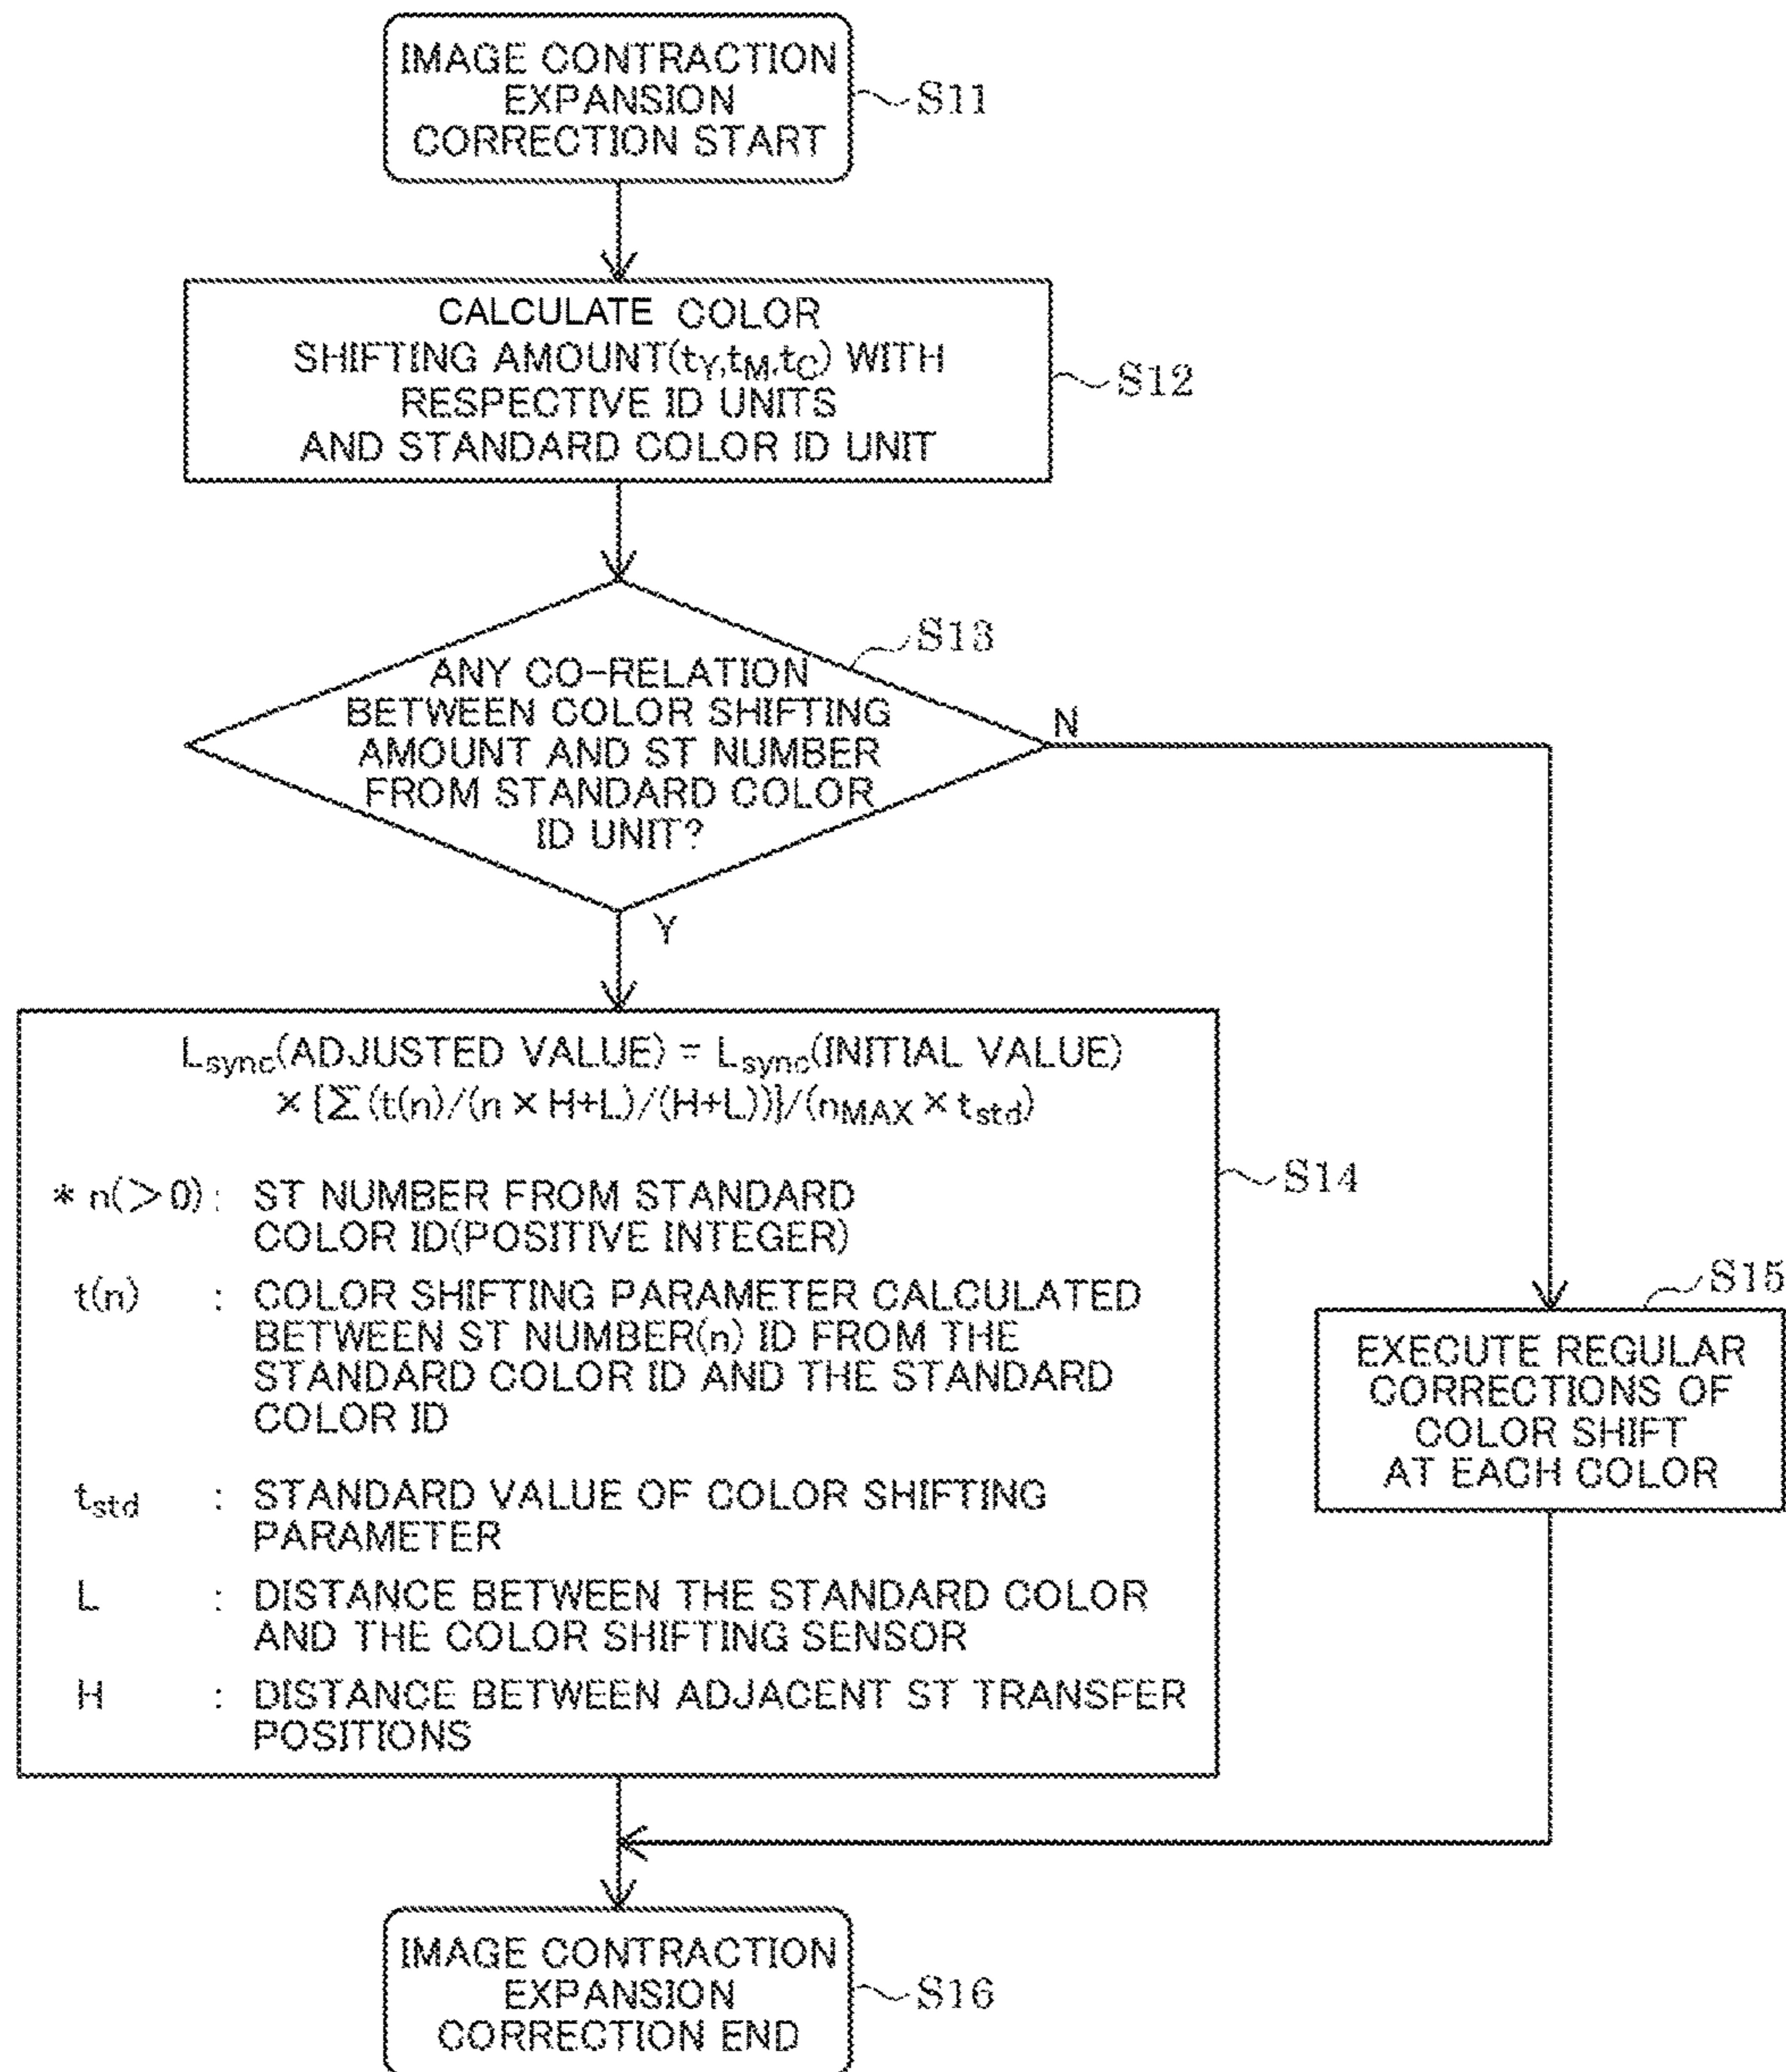 IMAGE CONTRACTION
EXPANSION
CORRECTION START
S11
CALCULATE COLOR
SHIFTING AMOUNT(tY,tM,tC) WITH
RESPECTIVE ID UNITS
AND STANDARD COLOR ID UNIT
S12
S13
ANY CO-RELATION
BETWEEN COLOR SHIFTING
AMOUNT AND ST NUMBER
FROM STANDARD COLOR
ID UNIT?
N
Y
Lsync(ADJUSTED VALUE) = Lsync(INITIAL VALUE)
× {Σ(t(n)/(n × H+L)/(H+L))}/(nMAX × tstd)
S14
* n(>0) : ST NUMBER FROM STANDARD
COLOR ID(POSITIVE INTEGER)
t(n) : COLOR SHIFTING PARAMETER CALCULATED
BETWEEN ST NUMBER(n) ID FROM THE
STANDARD COLOR ID AND THE STANDARD
COLOR ID
tstd : STANDARD VALUE OF COLOR SHIFTING
PARAMETER
L : DISTANCE BETWEEN THE STANDARD COLOR
AND THE COLOR SHIFTING SENSOR
H : DISTANCE BETWEEN ADJACENT ST TRANSFER
POSITIONS
S15
EXECUTE REGULAR
CORRECTIONS OF
COLOR SHIFT
AT EACH COLOR
IMAGE CONTRACTION
EXPANSION
CORRECTION END
S16